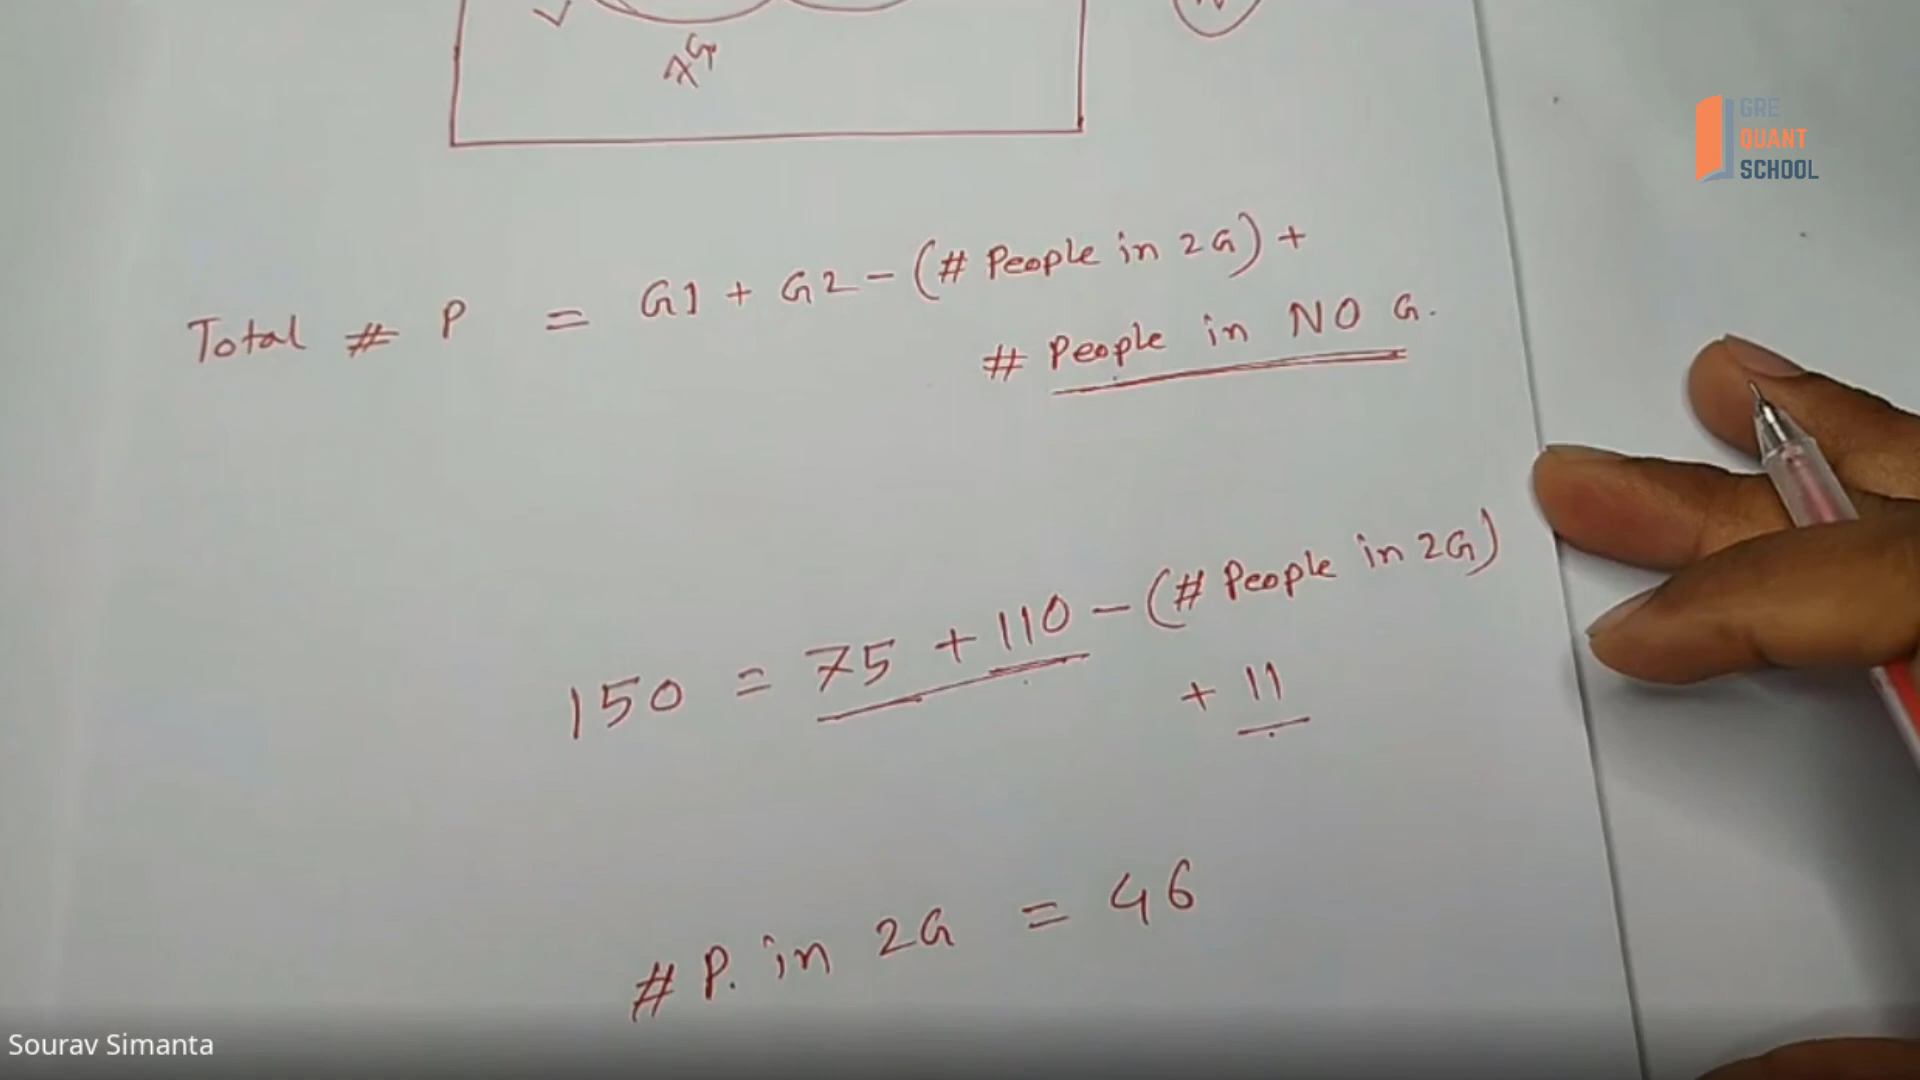 GRE
QUANT
SCHOOL
Total # P = G1 + G2 - (# People in 2G) +
# People in NO G.
150 = 75 + 110 - (# People in 2G)
+ 11
# P. in 2G = 46
Sourav Simanta